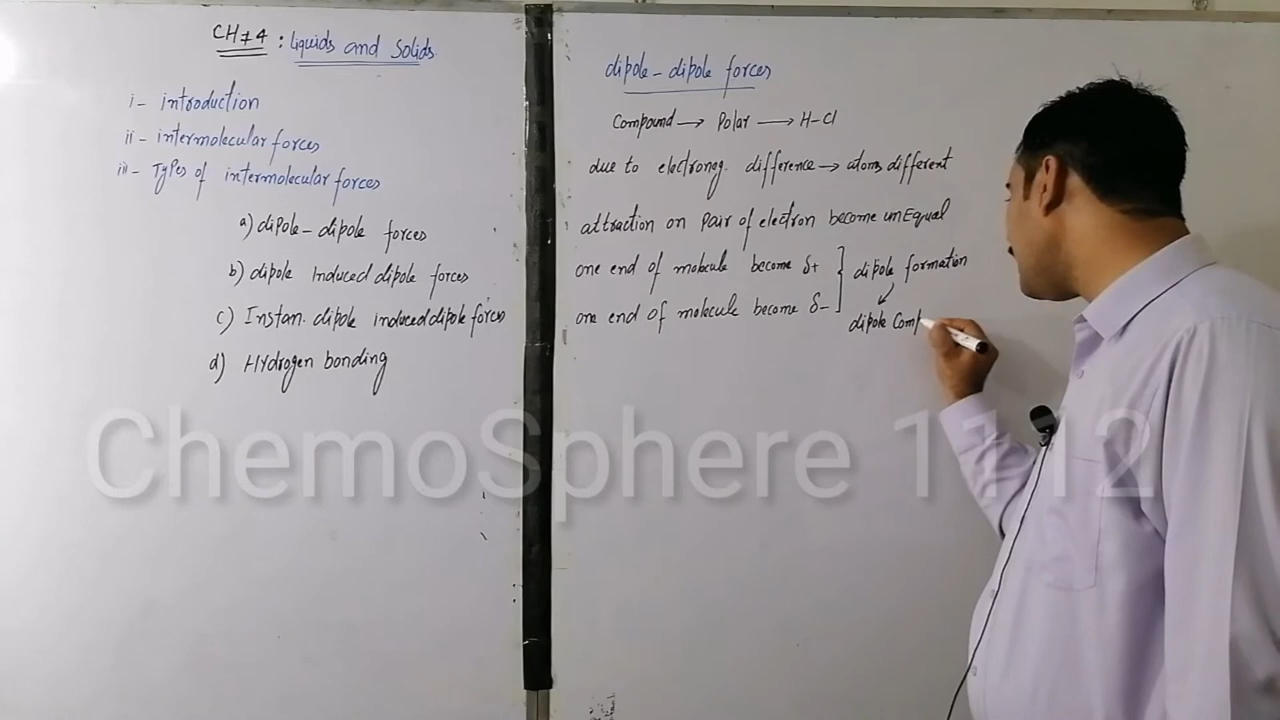 CH#4 : Liquids and Solids
i- introduction
ii- intermolecular forces
iii- Types of intermolecular forces
a) dipole-dipole forces
b) dipole induced dipole forces
c) Instan. dipole induced dipole forces
d) Hydrogen bonding
dipole-dipole forces
Compound → Polar → H-Cl
due to electroneg. difference → atoms different
attraction on Pair of electron become unEqual
one end of molecule become δ+ } dipole formation
one end of molecule become δ-
dipole Comp
ChemoSphere 1112